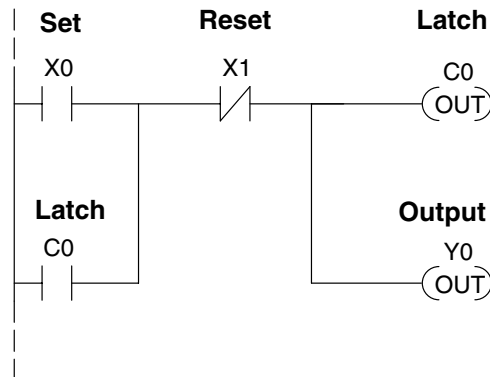 Set Reset Latch
X0 X1 C0
OUT
Latch Output
C0 Y0
OUT